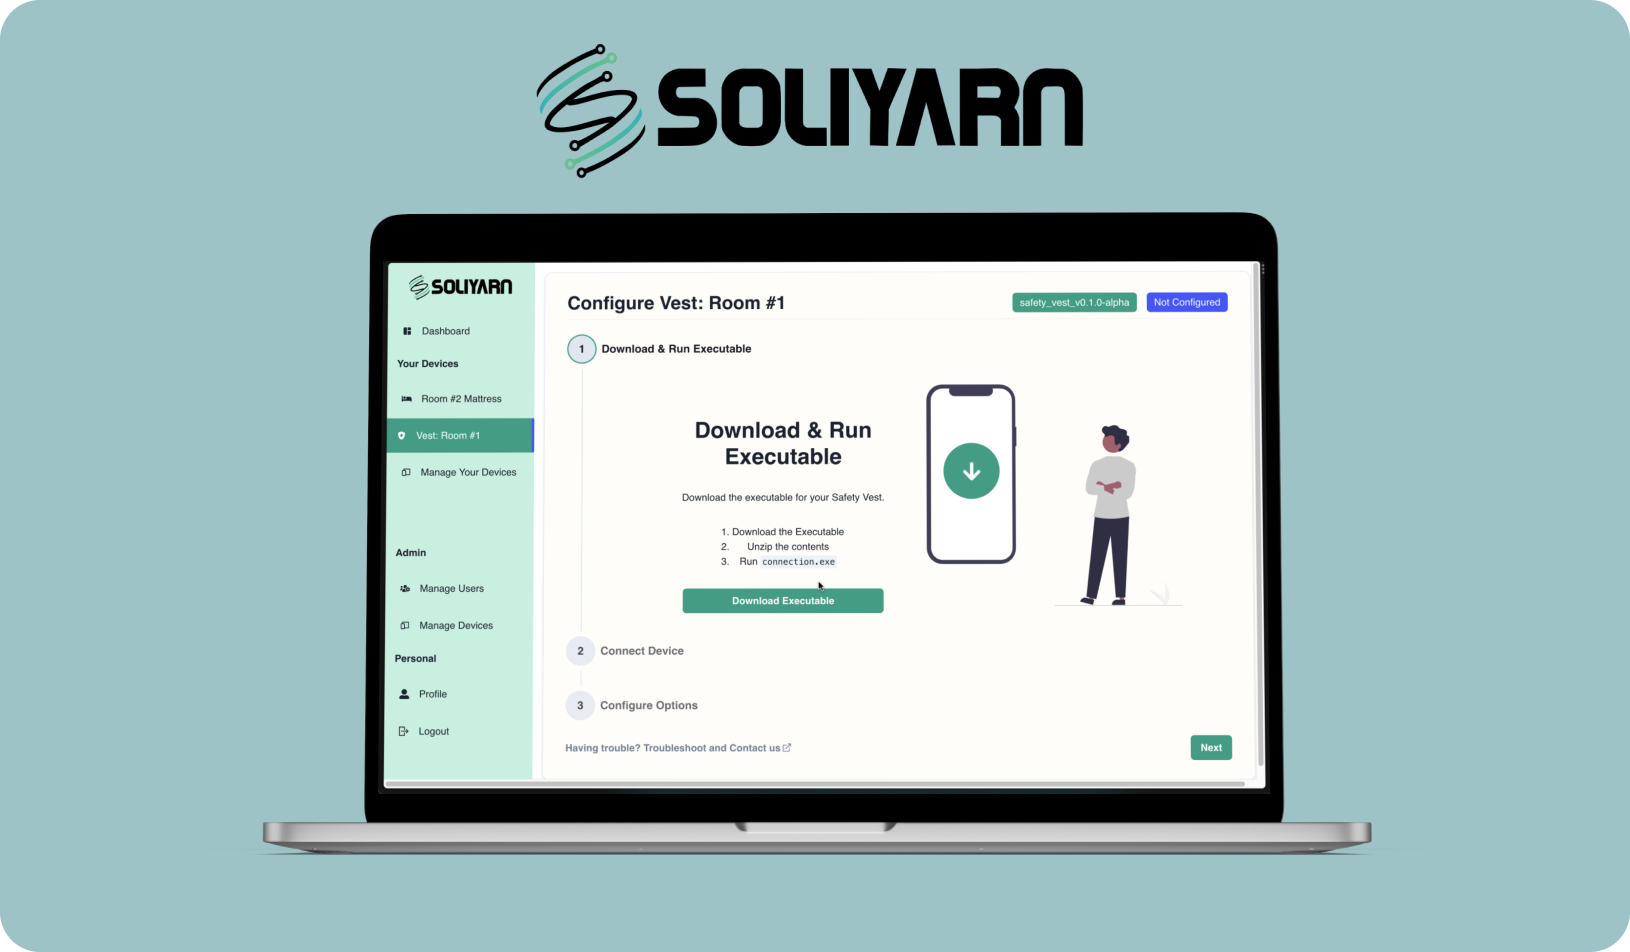 SOLIYARN
SOLIYARN
Dashboard
Your Devices
Room #2 Mattress
Vest: Room #1
Manage Your Devices
Admin
Manage Users
Manage Devices
Personal
Profile
Logout
Configure Vest: Room #1
safety_vest_v0.1.0-alpha
Not Configured
1 Download & Run Executable
Download & Run
Executable
Download the executable for your Safety Vest.
1. Download the Executable
2. Unzip the contents
3. Run connection.exe
Download Executable
2 Connect Device
3 Configure Options
Having trouble? Troubleshoot and Contact us
Next